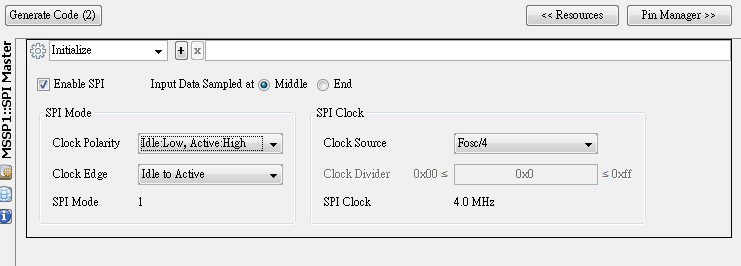 Generate Code (2)
<< Resources
Pin Manager >>
MSSP1::SPI Master
Initialize
+
x
Enable SPI
Input Data Sampled at
Middle
End
SPI Mode
Clock Polarity
Idle:Low, Active:High
Clock Edge
Idle to Active
SPI Mode
1
SPI Clock
Clock Source
Fosc/4
Clock Divider
0x00 ≤
0x0
≤ 0xff
SPI Clock
4.0 MHz